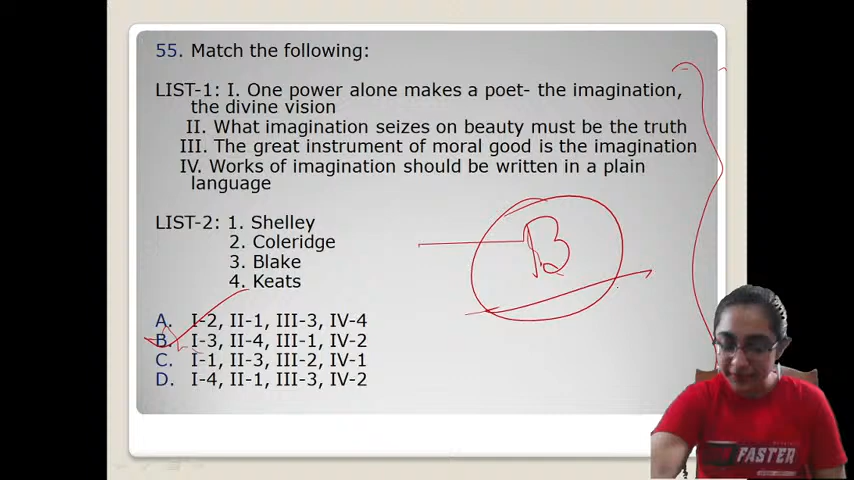 55. Match the following:
LIST-1: I. One power alone makes a poet- the imagination,
the divine vision
II. What imagination seizes on beauty must be the truth
III. The great instrument of moral good is the imagination
IV. Works of imagination should be written in a plain
language
LIST-2: 1. Shelley
2. Coleridge
3. Blake
4. Keats
B
A. I-2, II-1, III-3, IV-4
B. I-3, II-4, III-1, IV-2
C. I-1, II-3, III-2, IV-1
D. I-4, II-1, III-3, IV-2
FASTER